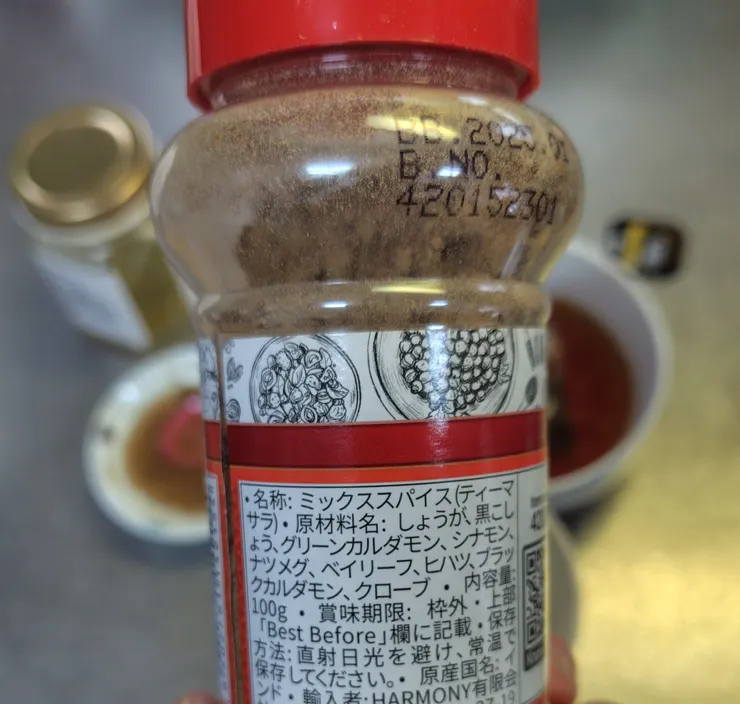 B.NO.
420152301
・名称: ミックススパイス(ティーマ
サラ)・原材料名: しょうが、黒こし
ょう、グリーンカルダモン、シナモン、
ナツメグ、ベイリーフ、ヒハツ、ブラッ
クカルダモン、クローブ ・ 内容量:
100g ・ 賞味期限: 枠外・上部
「Best Before」欄に記載・保存
方法: 直射日光を避け、常温で
保存してください。・ 原産国名: イ
ンド・輸入者: HARMONY有限会